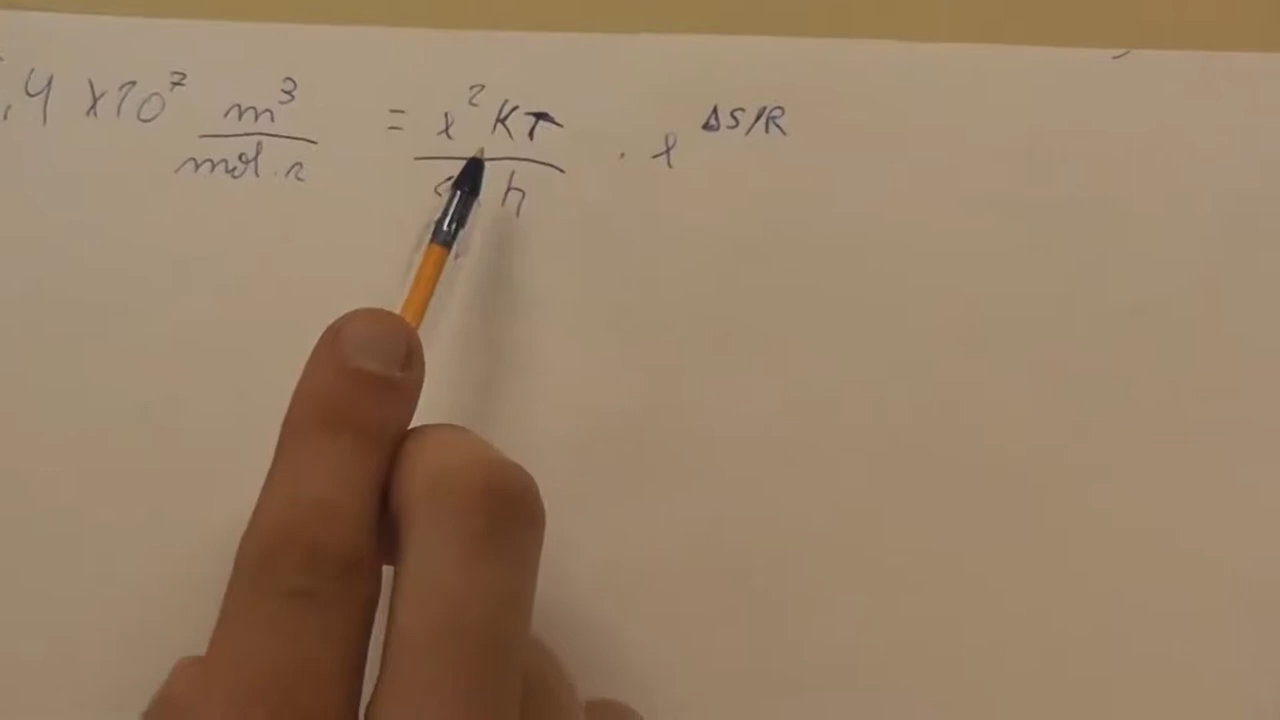 ,4 x10⁷ m³/mol.s = e² KT/h . e^ΔS/R